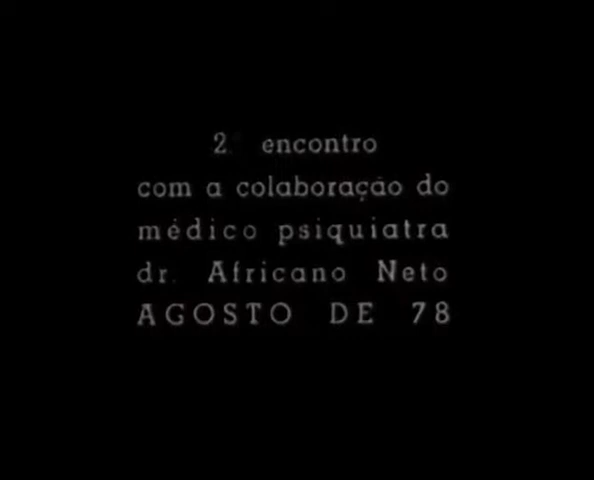 2. encontro
com a colaboração do
médico psiquiatra
dr. Africano Neto
AGOSTO DE 78